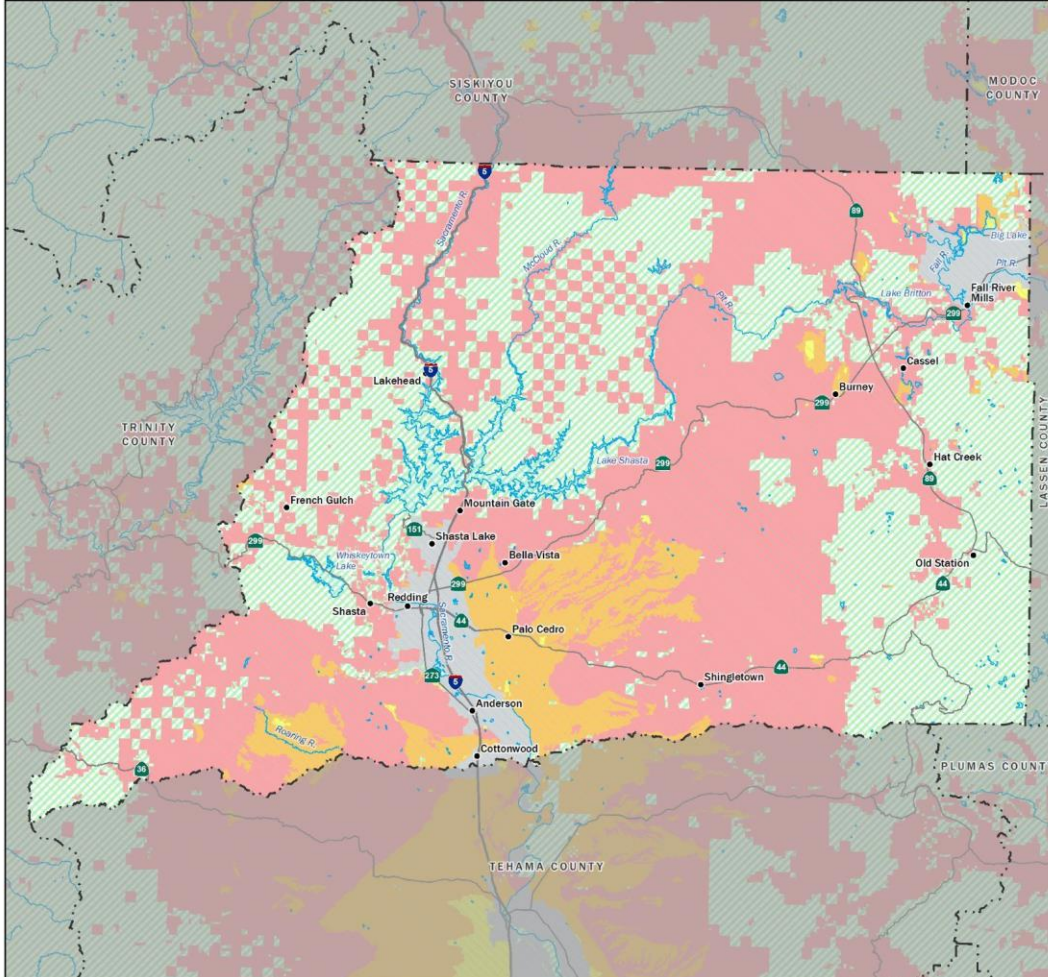 SISKIYOU
COUNTY
MODOC
COUNTY
5
Sacramento R.
McCloud R.
89
Big Lake
Fall R.
Pit R.
Pit R.
Lake Britton
Fall River
Mills
299
5
Lakehead
Cassel
Burney
299
TRINITY
COUNTY
LASSEN COUNTY
Lake Shasta
299
Hat Creek
89
French Gulch
Mountain Gate
151
Shasta Lake
299
Whiskeytown
Lake
Bella Vista
Old Station
299
44
Redding
Shasta
Sacramento R.
44
Palo Cedro
44
273
5
Shingletown
Anderson
Roaring R.
Cottonwood
36
PLUMAS COUNT
TEHAMA COUNTY